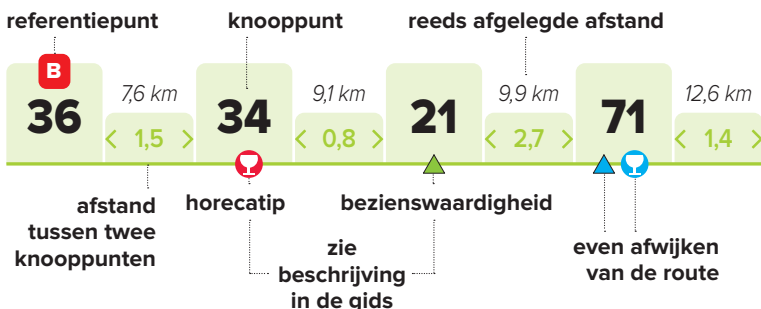 referentiepunt knooppunt reeds afgelegde afstand
B
7,6 km 9,1 km 9,9 km 12,6 km
36 34 21 71
< 1,5 > < 0,8 > < 2,7 > < 1,4 >
afstand
tussen twee
knooppunten
horecatip
bezienswaardigheid
zie
beschrijving
in de gids
even afwijken
van de route